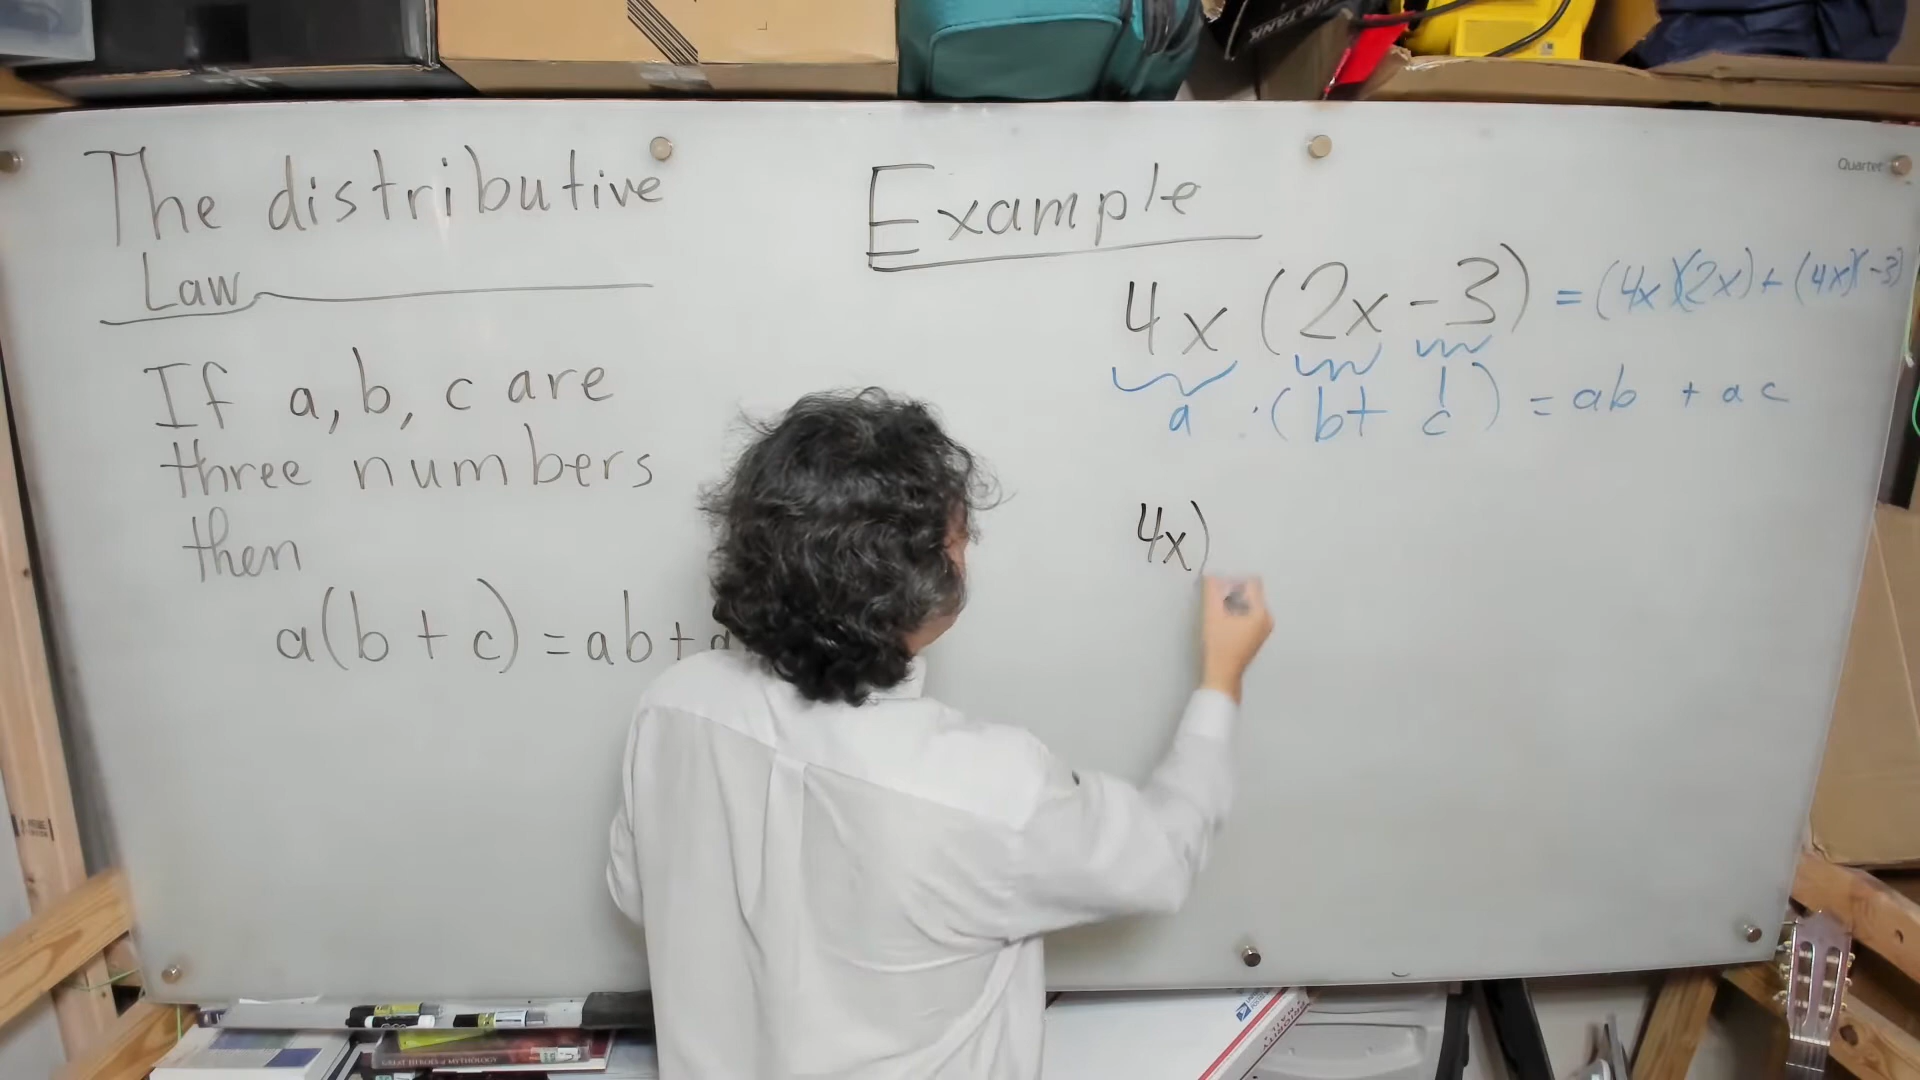 The distributive
Law
If a, b, c are
three numbers
then
a(b + c) = ab +
Example
4x (2x - 3) = (4x)(2x) + (4x)(-3)
a · (b + c) = ab + ac
4x)
Quartet